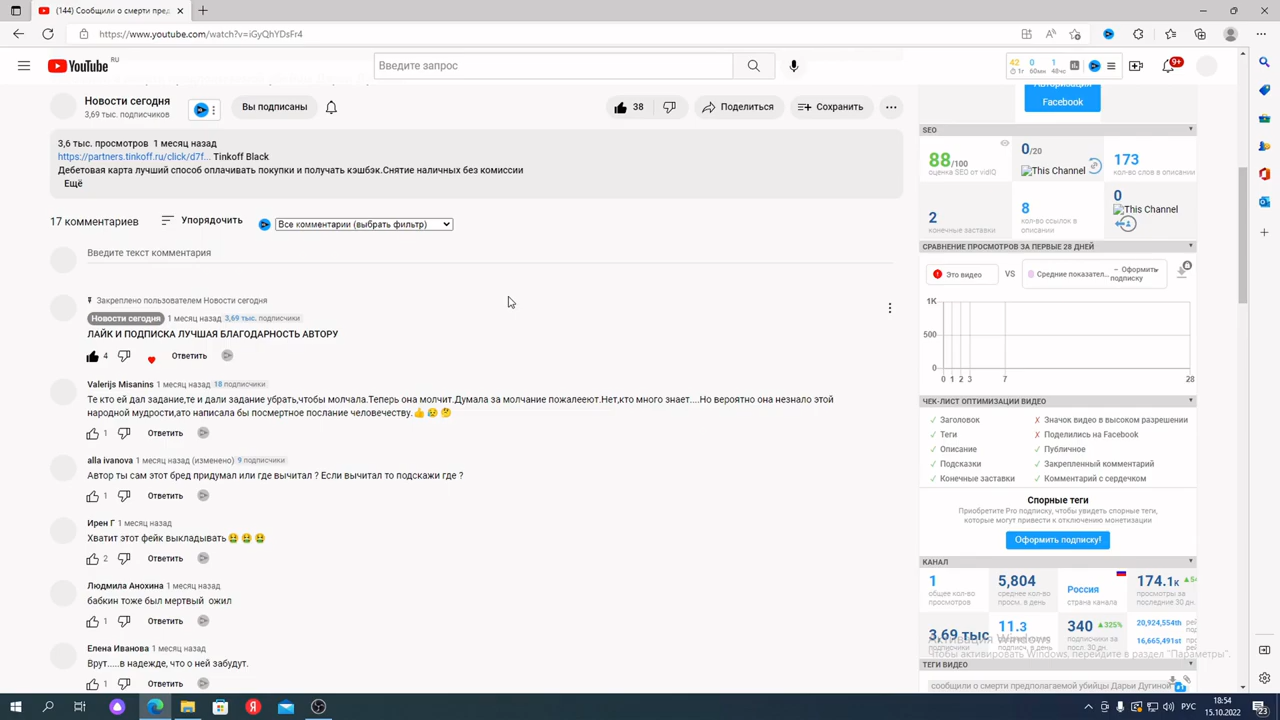 (144) Сообщили о смерти пред
https://www.youtube.com/watch?v=iGyQhYDsFr4
YouTube RU
Введите запрос
42 0 1
1г 60мн 48чс
9+
Новости сегодня
3,69 тыс. подписчиков
Вы подписаны
38
Поделиться
Сохранить
3,6 тыс. просмотров 1 месяц назад
https://partners.tinkoff.ru/click/d7f... Tinkoff Black
Дебетовая карта лучший способ оплачивать покупки и получать кэшбэк.Снятие наличных без комиссии
Ещё
17 комментариев
Упорядочить
Все комментарии (выбрать фильтр)
Введите текст комментария
Закреплено пользователем Новости сегодня
Новости сегодня 1 месяц назад 3,69 тыс. подписчики
ЛАЙК И ПОДПИСКА ЛУЧШАЯ БЛАГОДАРНОСТЬ АВТОРУ
4 Ответить
Valerijs Misanins 1 месяц назад 18 подписчики
Те кто ей дал задание,те и дали задание убрать,чтобы молчала.Теперь она молчит.Думала за молчание пожалеюют.Нет,кто много знает....Но вероятно она незнало этой
народной мудрости,ато написала бы посмертное послание человечеству.👍😥🤔
1 Ответить
alla ivanova 1 месяц назад (изменено) 9 подписчики
Автор ты сам этот бред придумал или где вычитал ? Если вычитал то подскажи где ?
1 Ответить
Ирен Г 1 месяц назад
Хватит этот фейк выкладывать
2 Ответить
Людмила Анохина 1 месяц назад
бабкин тоже был мертвый ожил
1 Ответить
Елена Иванова 1 месяц назад
Врут.....в надежде, что о ней забудут.
1 Ответить
Facebook
SEO
88/100
оценка SEO от vidIQ
0/20
This Channel
173
кол-во слов в описании
2
конечные заставки
8
кол-во ссылок в описании
0
This Channel
СРАВНЕНИЕ ПРОСМОТРОВ ЗА ПЕРВЫЕ 28 ДНЕЙ
Это видео
VS
Средние показател... – Оформить подписку
1K
500
0
0 1 2 3 7 28
ЧЕК-ЛИСТ ОПТИМИЗАЦИИ ВИДЕО
✓ Заголовок
✗ Значок видео в высоком разрешении
✓ Теги
✗ Поделились на Facebook
✓ Описание
✓ Публичное
✓ Подсказки
✓ Закрепленный комментарий
✓ Конечные заставки
✓ Комментарий с сердечком
Спорные теги
Приобретите Pro подписку, чтобы увидеть спорные теги,
которые могут привести к отключению монетизации
Оформить подписку!
КАНАЛ
1
общее кол-во просмотров
5,804
среднее кол-во просм. в день
Россия
страна канала
174.1к
просмотры за последние 30 дн.
3,69 тыс
11.3
340 ▲325%
подписчики за посл. 30 дн.
20,924,554th
16,665,491st
Активация Windows
Чтобы активировать Windows, перейдите в раздел "Параметры".
ТЕГИ ВИДЕО
сообщили о смерти предполагаемой убийцы Дарьи Дугиной
РУС
18:54
15.10.2022
23